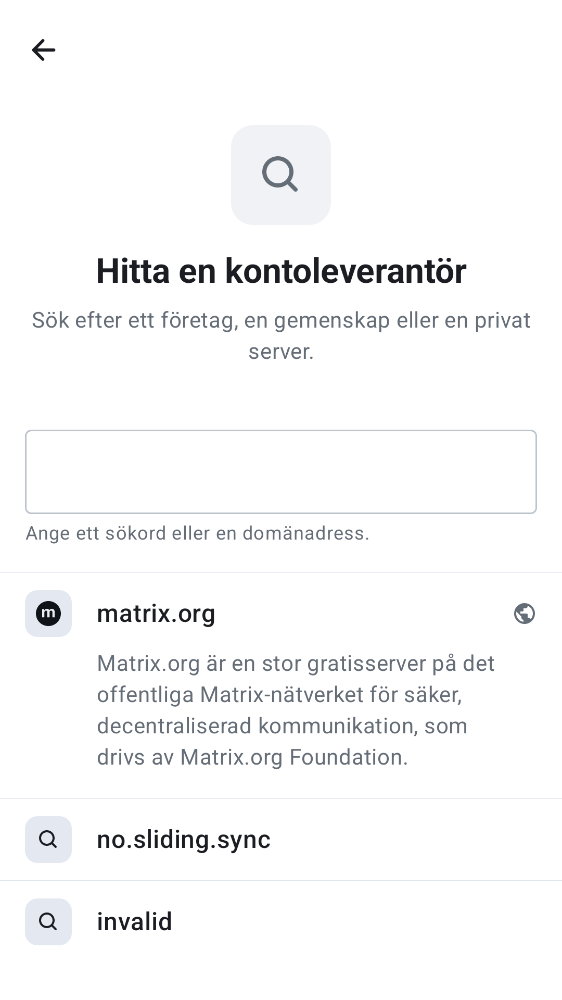 Hitta en kontoleverantör
Sök efter ett företag, en gemenskap eller en privat
server.
Ange ett sökord eller en domänadress.
m
matrix.org
Matrix.org är en stor gratisserver på det
offentliga Matrix-nätverket för säker,
decentraliserad kommunikation, som
drivs av Matrix.org Foundation.
no.sliding.sync
invalid